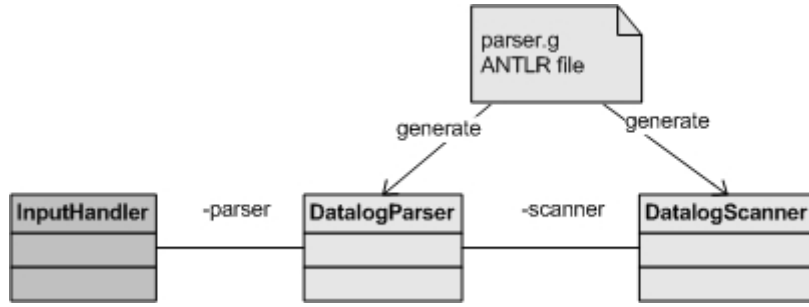 parser.g
ANTLR file
generate
generate
InputHandler
-parser
DatalogParser
-scanner
DatalogScanner